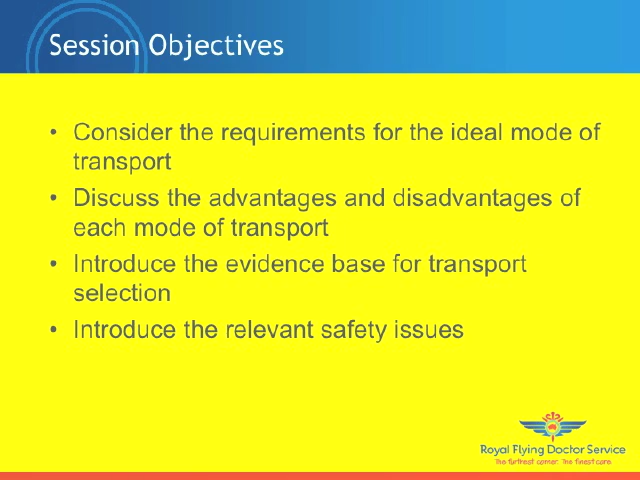 Session Objectives
• Consider the requirements for the ideal mode of
transport
• Discuss the advantages and disadvantages of
each mode of transport
• Introduce the evidence base for transport
selection
• Introduce the relevant safety issues
Royal Flying Doctor Service
The furthest corner. The finest care.